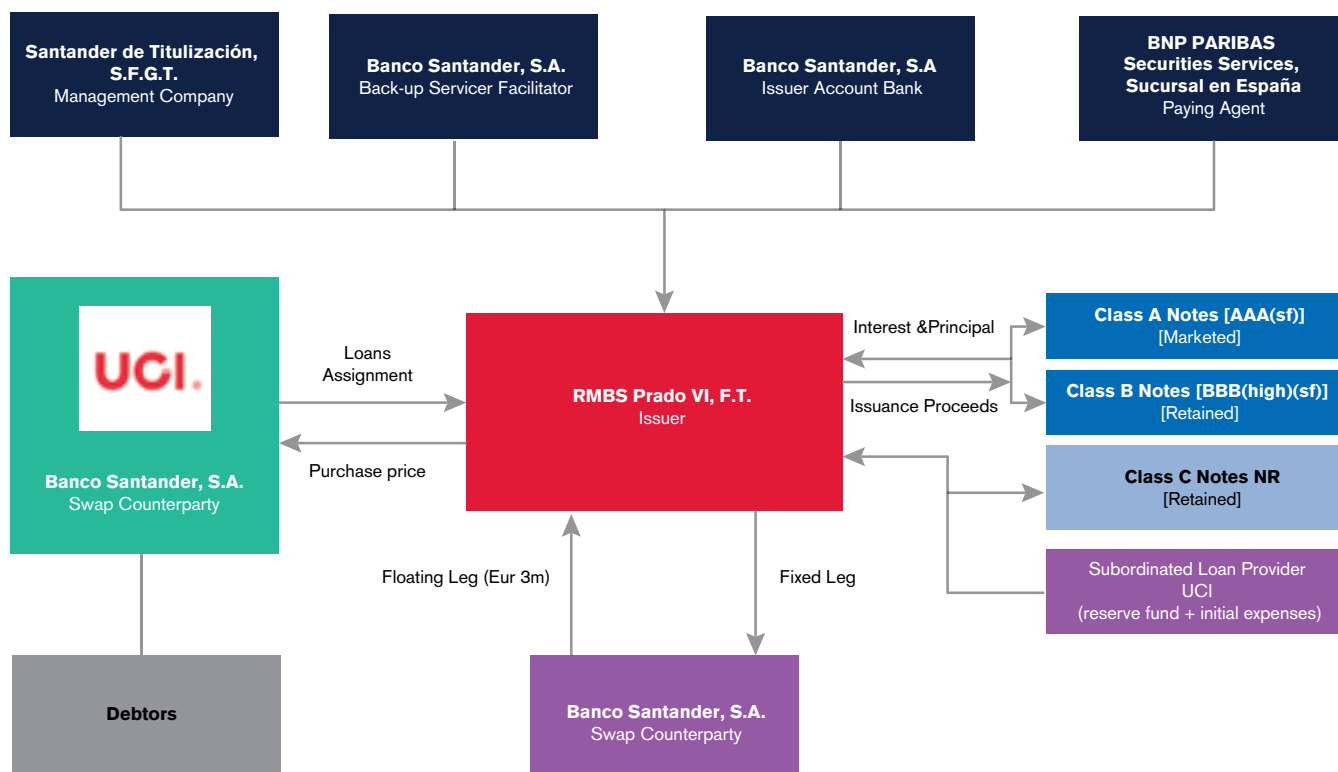 Santander de Titulización,
S.F.G.T.
Management Company
Banco Santander, S.A.
Back-up Servicer Facilitator
Banco Santander, S.A
Issuer Account Bank
BNP PARIBAS
Securities Services,
Sucursal en España
Paying Agent
UCI.
Banco Santander, S.A.
Swap Counterparty
Loans
Assignment
Purchase price
RMBS Prado VI, F.T.
Issuer
Interest &Principal
Issuance Proceeds
Class A Notes [AAA(sf)]
[Marketed]
Class B Notes [BBB(high)(sf)]
[Retained]
Class C Notes NR
[Retained]
Subordinated Loan Provider
UCI
(reserve fund + initial expenses)
Floating Leg (Eur 3m)
Fixed Leg
Debtors
Banco Santander, S.A.
Swap Counterparty